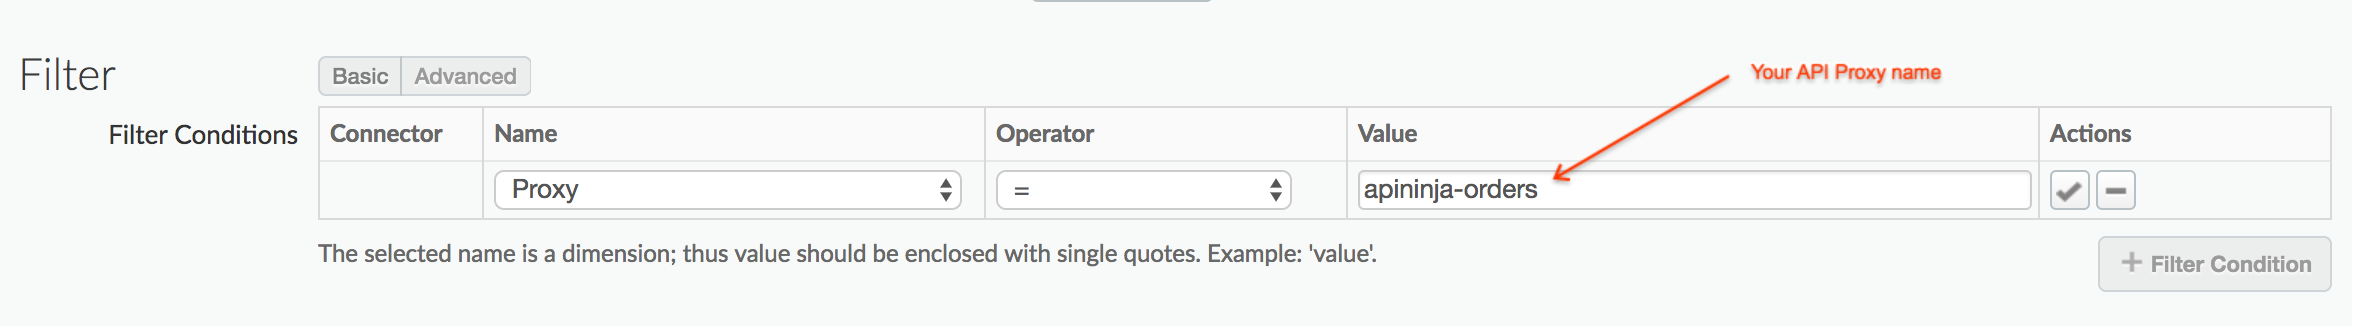 Your API Proxy name
Filter Basic Advanced
Filter Conditions Connector Name Operator Value Actions
Proxy = apininja-orders
The selected name is a dimension; thus value should be enclosed with single quotes. Example: 'value'.
+ Filter Condition